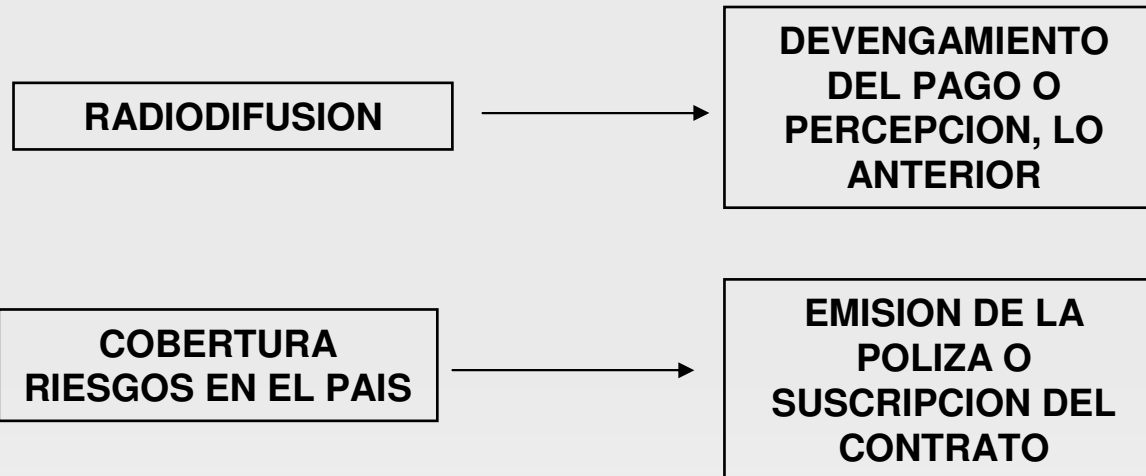 RADIODIFUSION
DEVENGAMIENTO
DEL PAGO O
PERCEPCION, LO
ANTERIOR
COBERTURA
RIESGOS EN EL PAIS
EMISION DE LA
POLIZA O
SUSCRIPCION DEL
CONTRATO